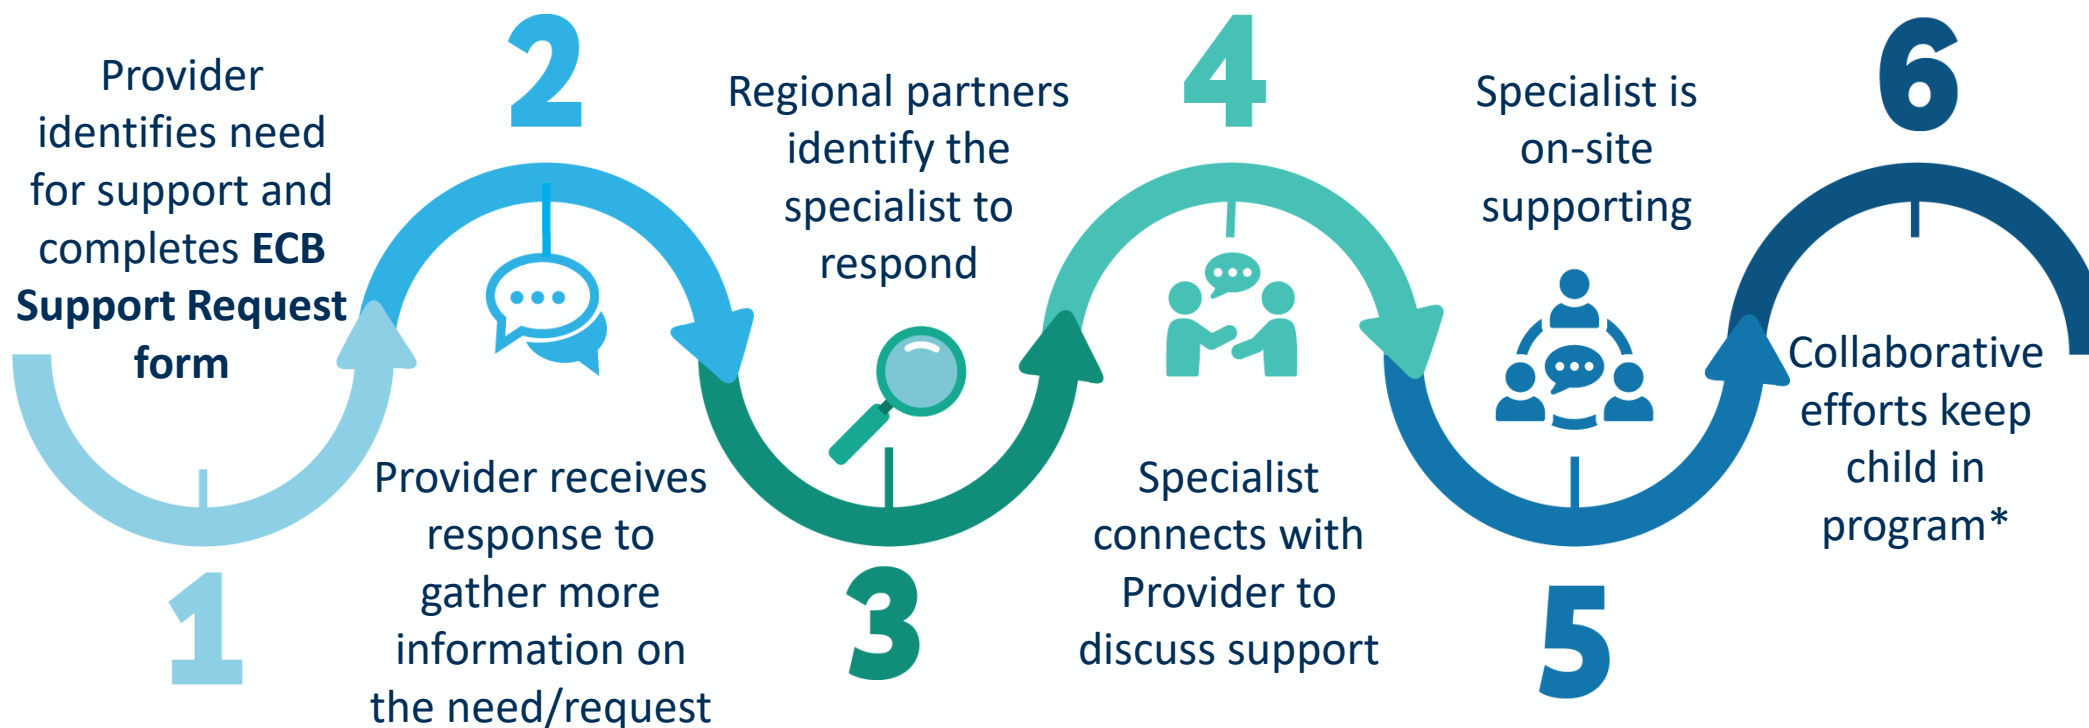 1
Provider
identifies need
for support and
completes ECB
Support Request
form
2
Provider receives
response to
gather more
information on
the need/request
3
Regional partners
identify the
specialist to
respond
4
Specialist
connects with
Provider to
discuss support
5
Specialist is
on-site
supporting
6
Collaborative
efforts keep
child in
program*